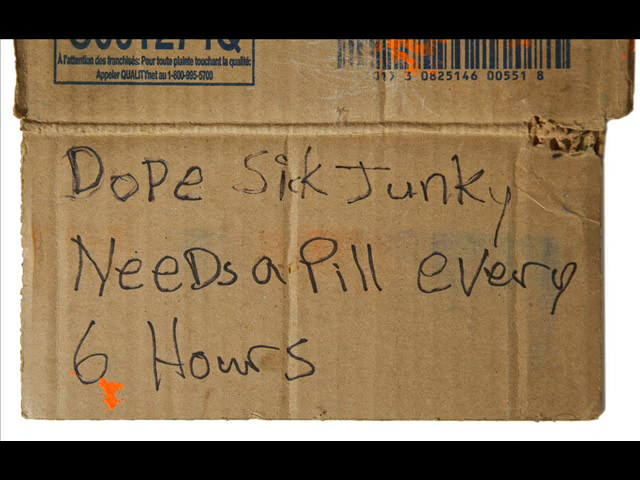 À l'attention des franchisés: Pour toute plainte touchant la qualité:
Appeler QUALITYnet au 1-800-995-5700
0825146 00551 8
Dope Sick Junky
Needs a Pill every
6 Hours